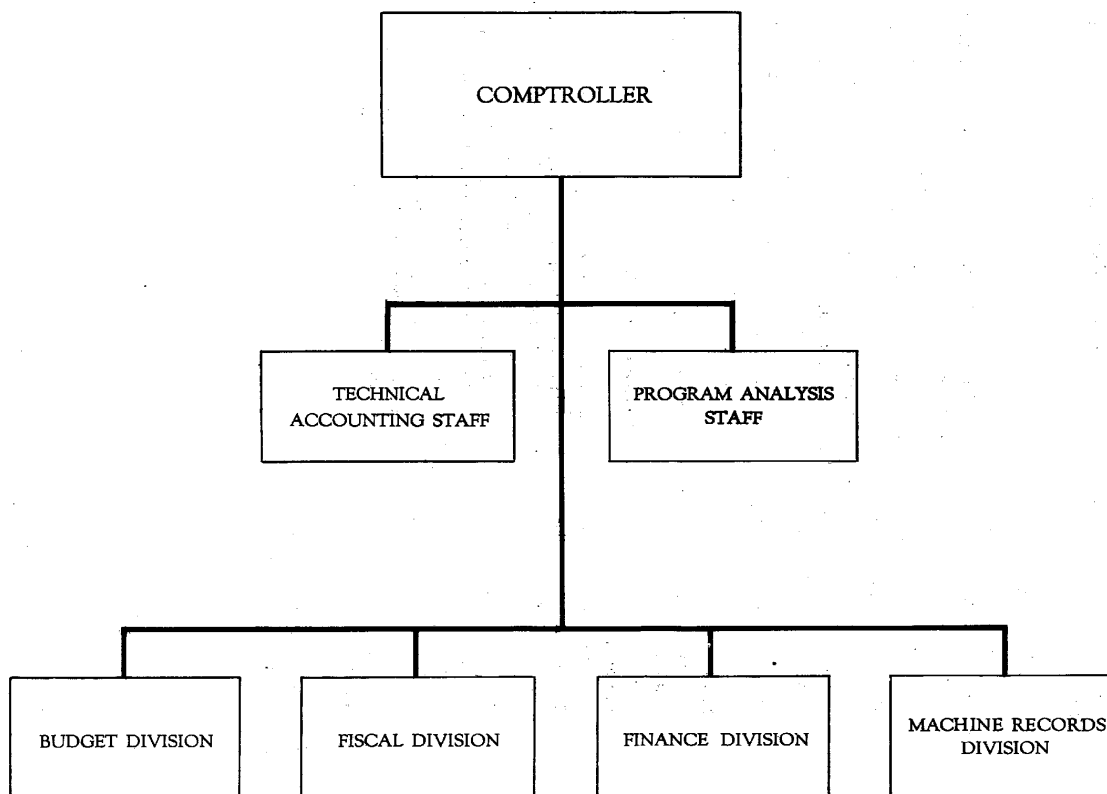 COMPTROLLER
TECHNICAL
ACCOUNTING STAFF
PROGRAM ANALYSIS
STAFF
BUDGET DIVISION
FISCAL DIVISION
FINANCE DIVISION
MACHINE RECORDS
DIVISION